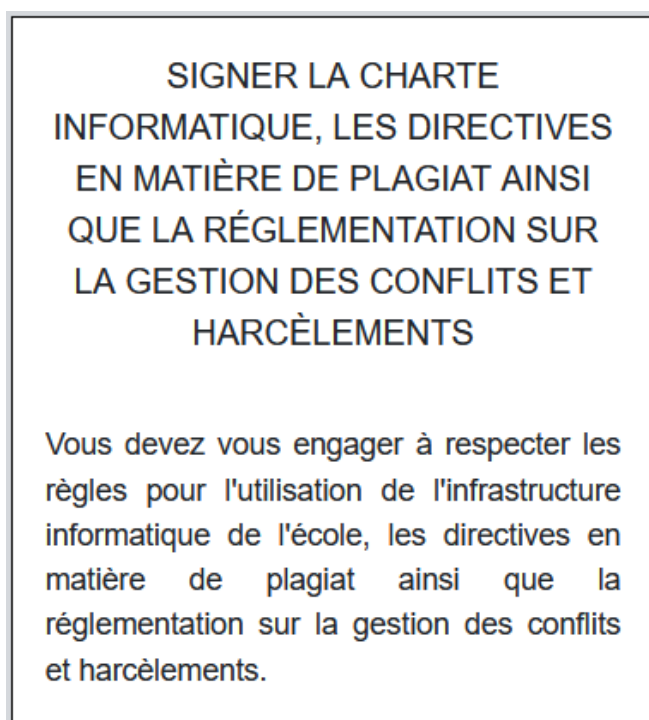 SIGNER LA CHARTE
INFORMATIQUE, LES DIRECTIVES
EN MATIÈRE DE PLAGIAT AINSI
QUE LA RÉGLEMENTATION SUR
LA GESTION DES CONFLITS ET
HARCÈLEMENTS
Vous devez vous engager à respecter les
règles pour l'utilisation de l'infrastructure
informatique de l'école, les directives en
matière de plagiat ainsi que la
réglementation sur la gestion des conflits
et harcèlements.